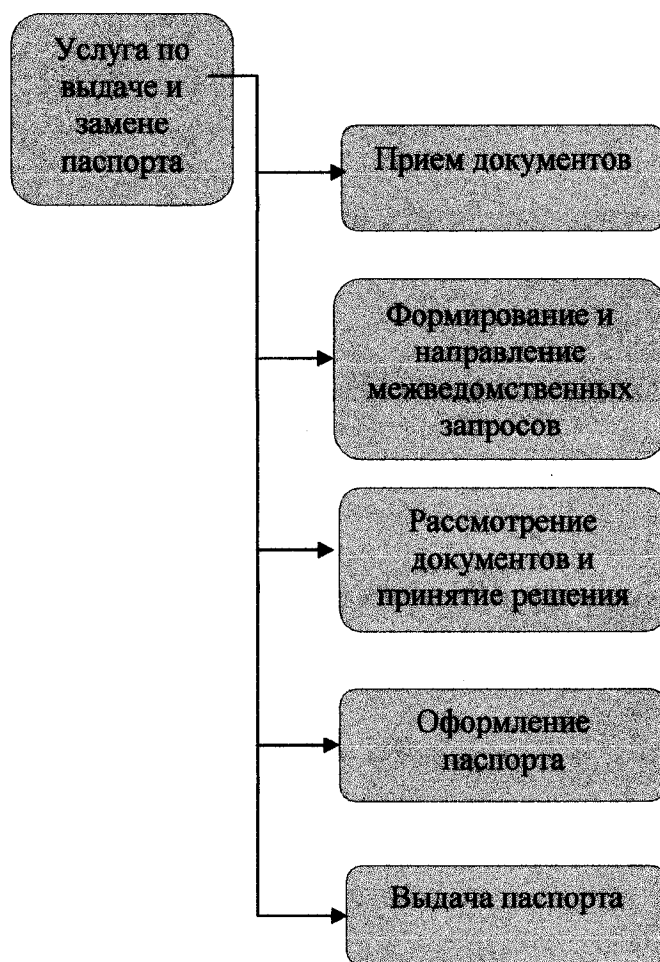 Услуга по
выдаче и
замене
паспорта
Прием документов
Формирование и
направление
межведомственных
запросов
Рассмотрение
документов и
принятие решения
Оформление
паспорта
Выдача паспорта